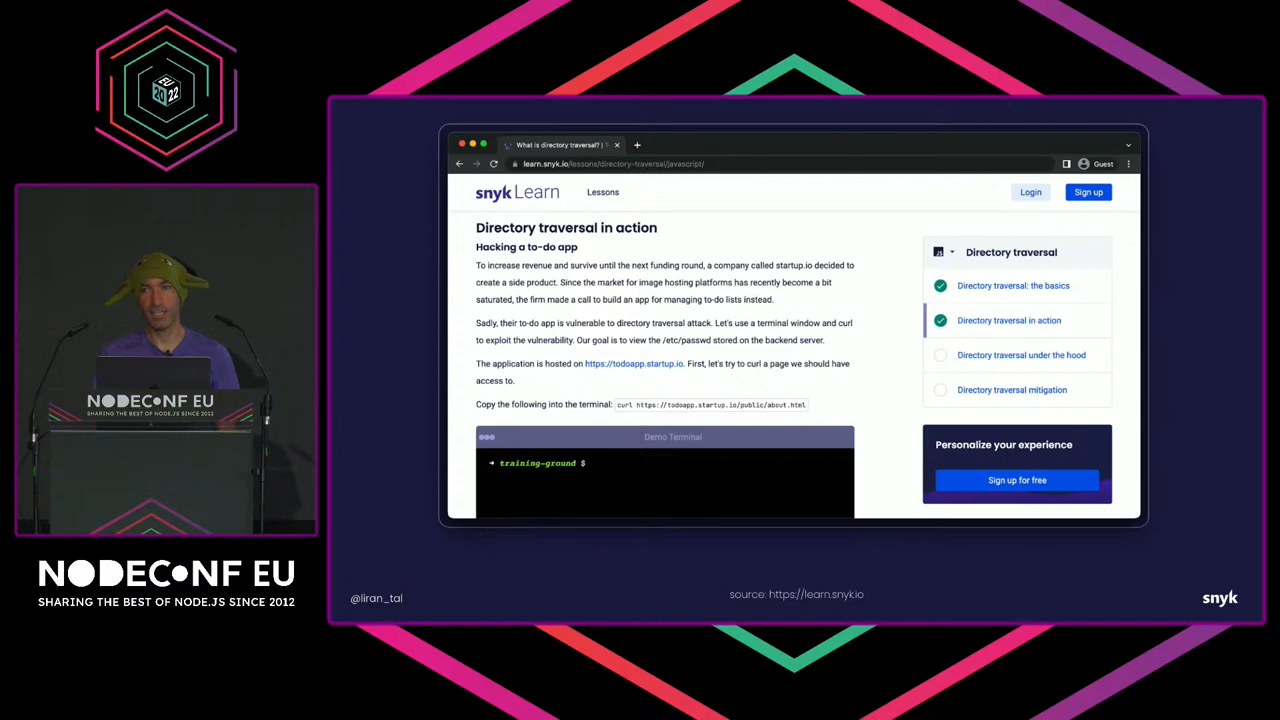 EU
20
22
NODECONF EU
SHARING THE BEST OF NODE.JS SINCE 2012
NODECONF EU
SHARING THE BEST OF NODE.JS SINCE 2012
What is directory traversal? | T
learn.snyk.io/lessons/directory-traversal/javascript/
Guest
snyk Learn
Lessons
Login
Sign up
Directory traversal in action
Hacking a to-do app
To increase revenue and survive until the next funding round, a company called startup.io decided to
create a side product. Since the market for image hosting platforms has recently become a bit
saturated, the firm made a call to build an app for managing to-do lists instead.
Sadly, their to-do app is vulnerable to directory traversal attack. Let's use a terminal window and curl
to exploit the vulnerability. Our goal is to view the /etc/passwd stored on the backend server.
The application is hosted on https://todoapp.startup.io. First, let's try to curl a page we should have
access to.
Copy the following into the terminal: curl https://todoapp.startup.io/public/about.html
Demo Terminal
➜ training-ground $
JS
Directory traversal
Directory traversal: the basics
Directory traversal in action
Directory traversal under the hood
Directory traversal mitigation
Personalize your experience
Sign up for free
@liran_tal
source: https://learn.snyk.io
snyk